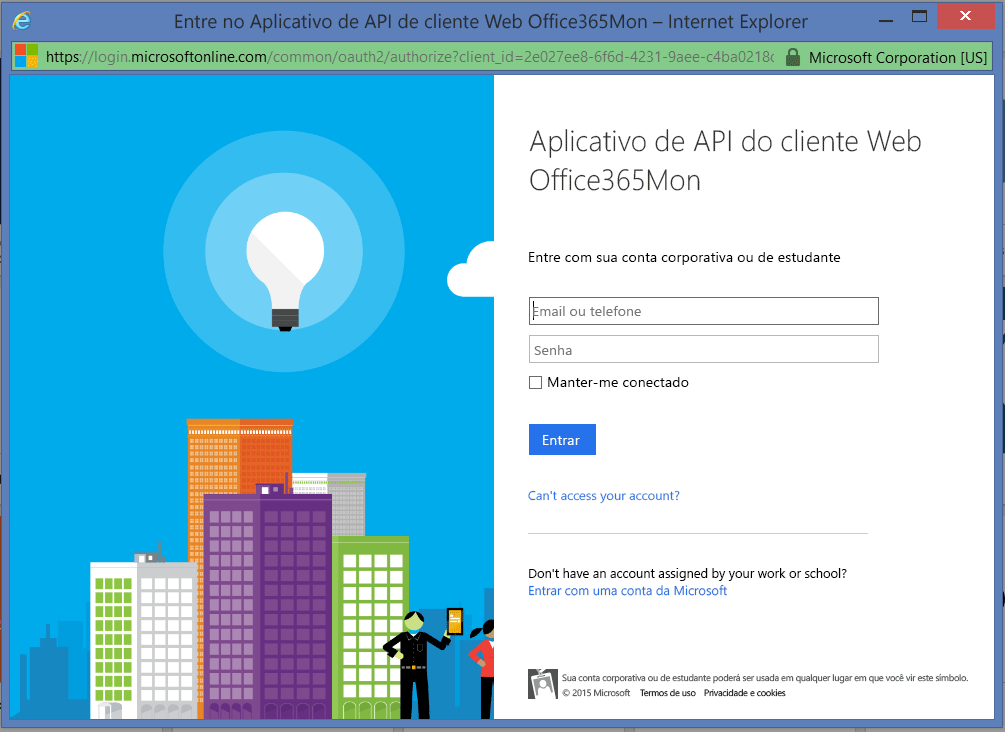 Entre no Aplicativo de API de cliente Web Office365Mon – Internet Explorer
https://login.microsoftonline.com/common/oauth2/authorize?client_id=2e027ee8-6f6d-4231-9aee-c4ba0218c Microsoft Corporation [US]
Aplicativo de API do cliente Web
Office365Mon
Entre com sua conta corporativa ou de estudante
Email ou telefone
Senha
Manter-me conectado
Entrar
Can't access your account?
Don't have an account assigned by your work or school?
Entrar com uma conta da Microsoft
Sua conta corporativa ou de estudante poderá ser usada em qualquer lugar em que você vir este símbolo.
© 2015 Microsoft Termos de uso Privacidade e cookies